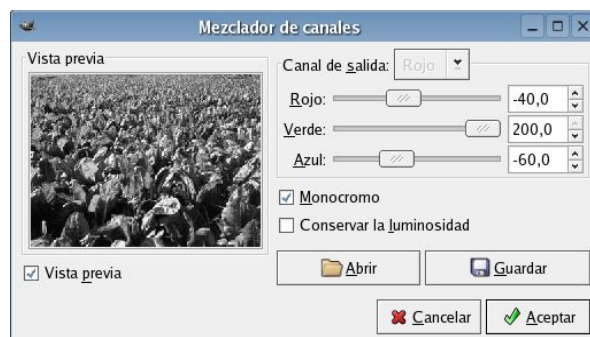 Mezclador de canales
Vista previa
Canal de salida: Rojo
Rojo: -40,0
Verde: 200,0
Azul: -60,0
Monocromo
Conservar la luminosidad
Vista previa
Abrir Guardar
Cancelar Aceptar